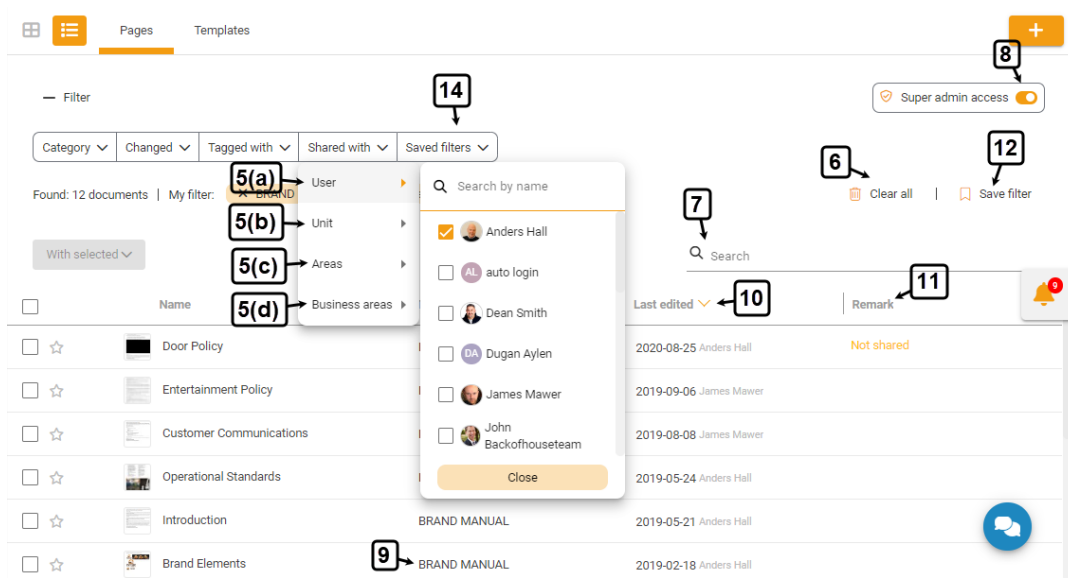 Pages Templates
+
8
14
Filter
Super admin access
Category Changed Tagged with Shared with Saved filters
12
6
5(a) User
Search by name
Found: 12 documents | My filter: × BRAND
Clear all | Save filter
7
5(b) Unit
Anders Hall
With selected
Search
5(c) Areas
AL auto login
11
9
10
Name
5(d) Business areas
Dean Smith
Last edited
Remark
Door Policy
DA Dugan Aylen
2020-08-25 Anders Hall
Not shared
Entertainment Policy
James Mawer
2019-09-06 James Mawer
Customer Communications
John
Backofhouseteam
2019-08-08 James Mawer
Operational Standards
Close
2019-05-24 Anders Hall
Introduction
BRAND MANUAL
2019-05-21 Anders Hall
9
Brand Elements
BRAND MANUAL
2019-02-18 Anders Hall